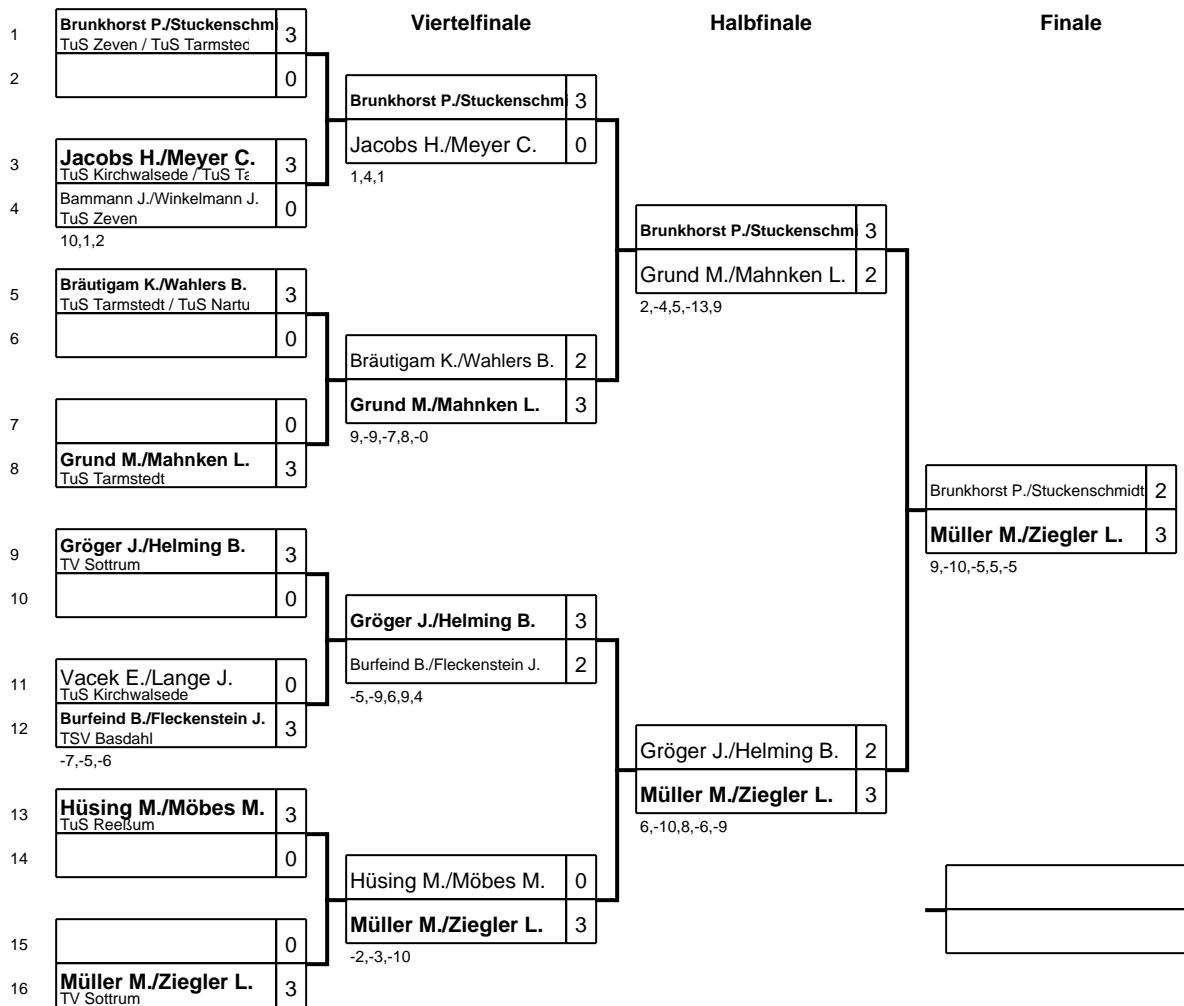 Viertelfinale
Halbfinale
Finale
1
Brunkhorst P./Stuckenschmi
3
TuS Zeven / TuS Tarmsted
2
0
3
Jacobs H./Meyer C.
3
TuS Kirchwalsede / TuS Ta
4
Bammann J./Winkelmann J.
0
TuS Zeven
10,1,2
5
Bräutigam K./Wahlers B.
3
TuS Tarmstedt / TuS Nartu
6
0
7
0
8
Grund M./Mahnken L.
3
TuS Tarmstedt
9
Gröger J./Helming B.
3
TV Sottrum
10
0
11
Vacek E./Lange J.
0
TuS Kirchwalsede
12
Burfeind B./Fleckenstein J.
3
TSV Basdahl
-7,-5,-6
13
Hüsing M./Möbes M.
3
TuS Reeßum
14
0
15
0
16
Müller M./Ziegler L.
3
TV Sottrum
Brunkhorst P./Stuckenschmi
3
Jacobs H./Meyer C.
0
1,4,1
Bräutigam K./Wahlers B.
2
Grund M./Mahnken L.
3
9,-9,-7,8,-0
Gröger J./Helming B.
3
Burfeind B./Fleckenstein J.
2
-5,-9,6,9,4
Hüsing M./Möbes M.
0
Müller M./Ziegler L.
3
-2,-3,-10
Brunkhorst P./Stuckenschm
3
Grund M./Mahnken L.
2
2,-4,5,-13,9
Gröger J./Helming B.
2
Müller M./Ziegler L.
3
6,-10,8,-6,-9
Brunkhorst P./Stuckenschmidt
2
Müller M./Ziegler L.
3
9,-10,-5,5,-5